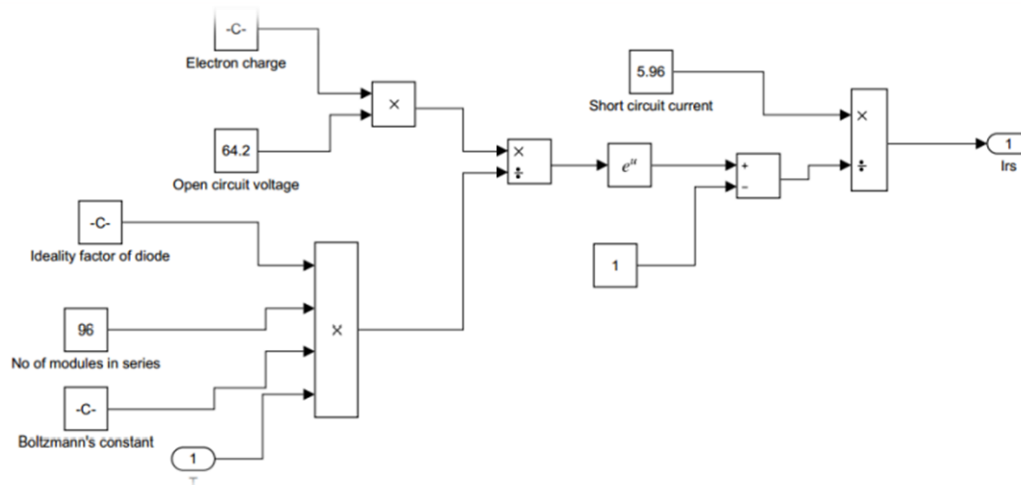 -C-
Electron charge
×
64.2
Open circuit voltage
×
÷
-C-
Ideality factor of diode
96
No of modules in series
×
-C-
Boltzmann's constant
1
T
5.96
Short circuit current
eᵘ
+
−
1
×
÷
1
Irs